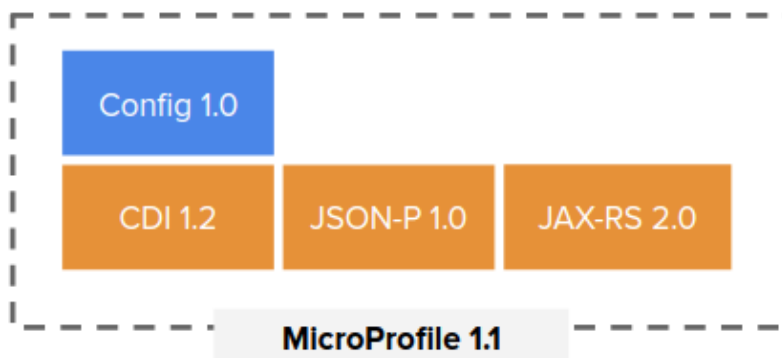 Config 1.0
CDI 1.2
JSON-P 1.0
JAX-RS 2.0
MicroProfile 1.1